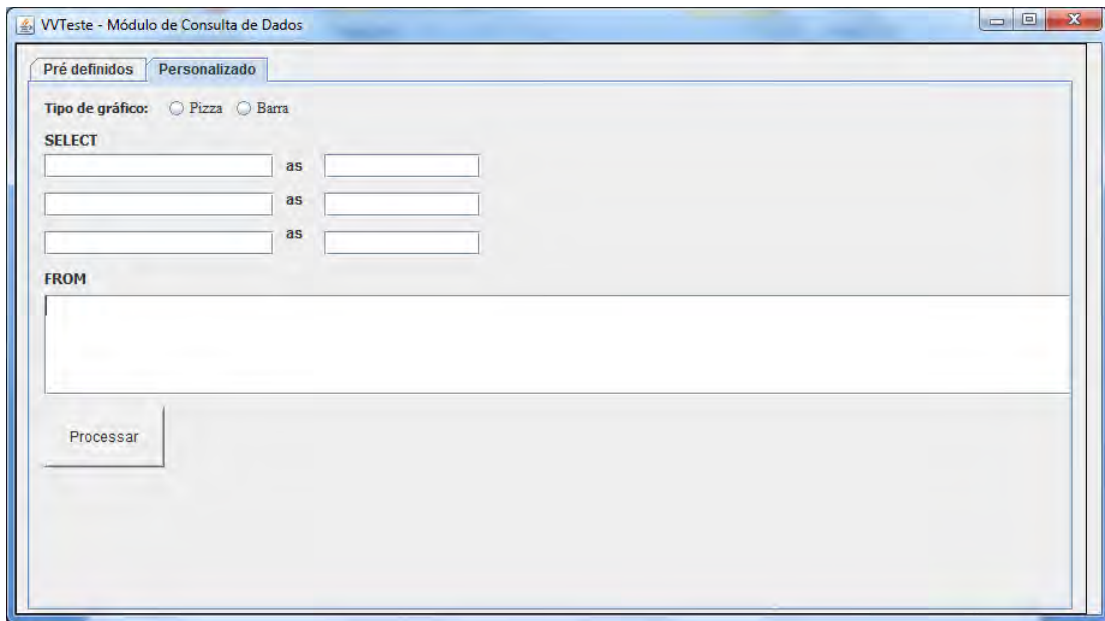 VVTeste - Módulo de Consulta de Dados
Pré definidos Personalizado
Tipo de gráfico: Pizza Barra
SELECT
as
as
as
FROM
Processar